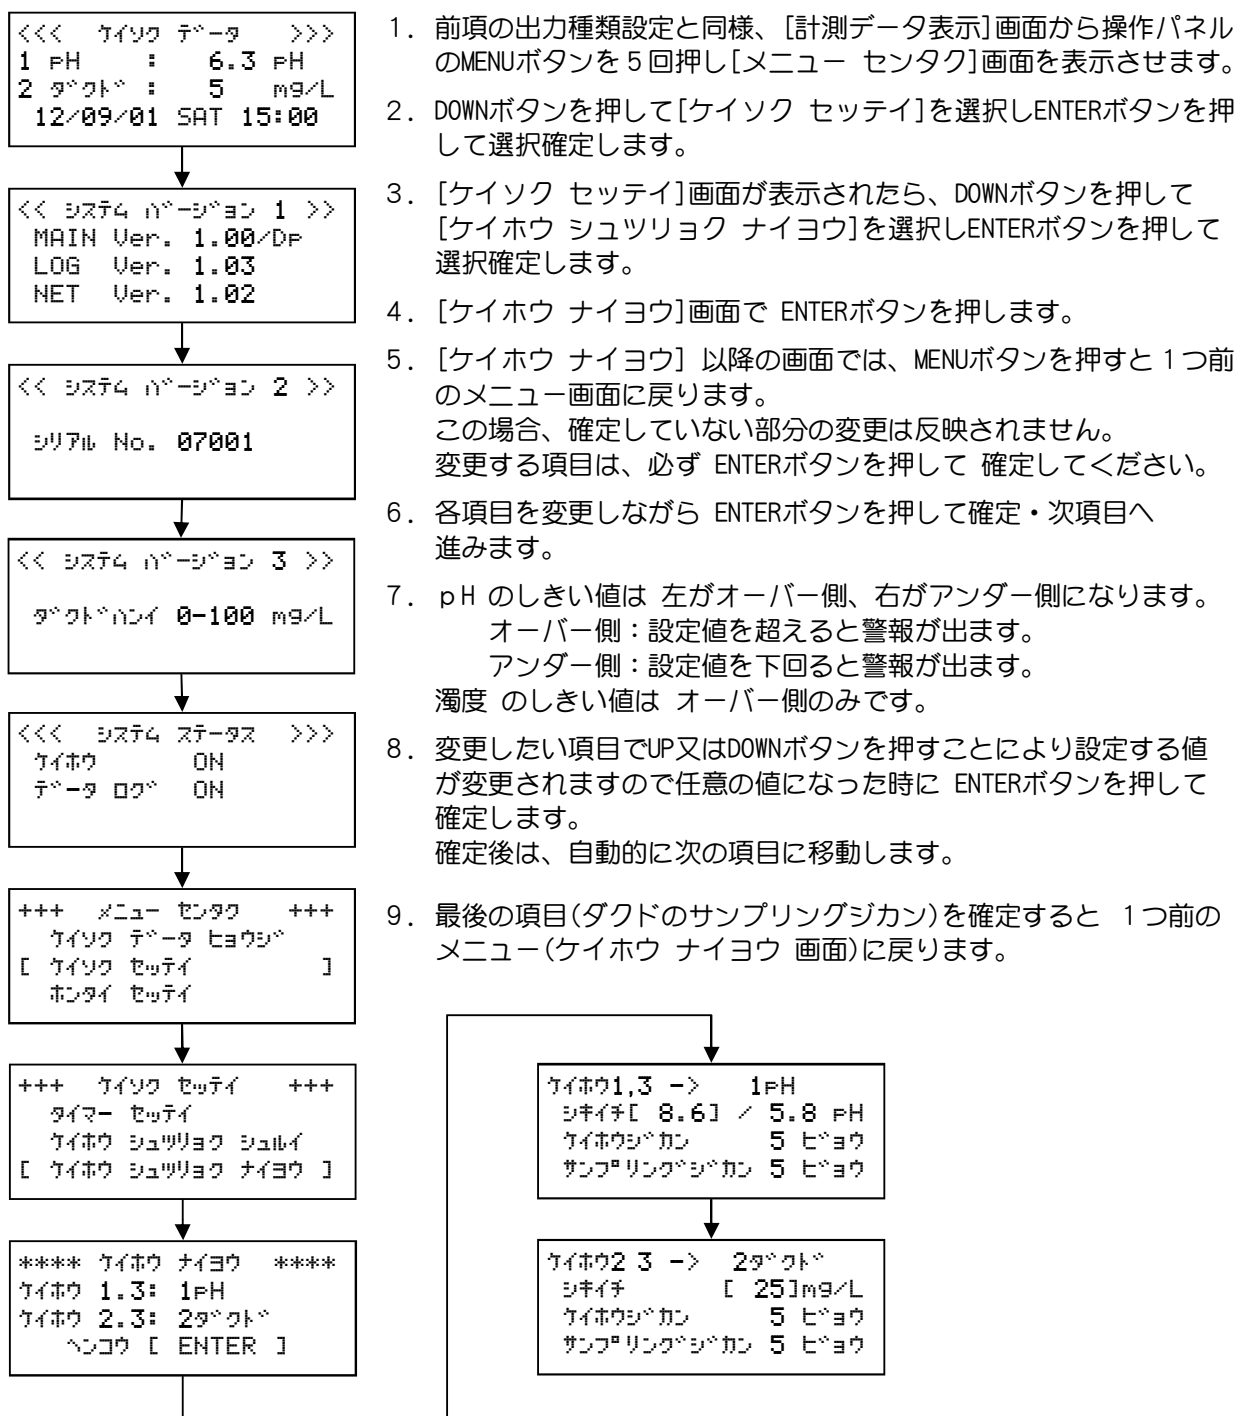 <<<  ケイソク データ  >>>
1 pH    :   6.3 pH
2 ダクド :   5   mg/L
12/09/01 SAT 15:00
<< システム バージョン 1 >>
MAIN Ver. 1.00/Dp
LOG  Ver. 1.03
NET  Ver. 1.02
<< システム バージョン 2 >>
シリアル No. 07001
<< システム バージョン 3 >>
ダクドハンイ 0-100 mg/L
<<<  システム ステータス  >>>
ケイホウ      ON
データ ログ   ON
+++  メニュー センタク   +++
ケイソク データ ヒョウジ
[ ケイソク セッテイ        ]
ホンタイ セッテイ
+++  ケイソク セッテイ   +++
タイマー セッテイ
ケイホウ シュツリョク シュルイ
[ ケイホウ シュツリョク ナイヨウ ]
**** ケイホウ ナイヨウ  ****
ケイホウ 1.3: 1pH
ケイホウ 2.3: 2ダクド
ヘンコウ [ ENTER ]
1. 前項の出力種類設定と同様、[計測データ表示]画面から操作パネル
のMENUボタンを5回押し[メニュー センタク]画面を表示させます。
2. DOWNボタンを押して[ケイソク セッテイ]を選択しENTERボタンを押
して選択確定します。
3. [ケイソク セッテイ]画面が表示されたら、DOWNボタンを押して
[ケイホウ シュツリョク ナイヨウ]を選択しENTERボタンを押して
選択確定します。
4. [ケイホウ ナイヨウ]画面で ENTERボタンを押します。
5. [ケイホウ ナイヨウ] 以降の画面では、MENUボタンを押すと1つ前
のメニュー画面に戻ります。
この場合、確定していない部分の変更は反映されません。
変更する項目は、必ず ENTERボタンを押して 確定してください。
6. 各項目を変更しながら ENTERボタンを押して確定・次項目へ
進みます。
7. pH のしきい値は 左がオーバー側、右がアンダー側になります。
オーバー側：設定値を超えると警報が出ます。
アンダー側：設定値を下回ると警報が出ます。
濁度 のしきい値は オーバー側のみです。
8. 変更したい項目でUP又はDOWNボタンを押すことにより設定する値
が変更されますので任意の値になった時に ENTERボタンを押して
確定します。
確定後は、自動的に次の項目に移動します。
9. 最後の項目(ダクドのサンプリングジカン)を確定すると 1つ前の
メニュー(ケイホウ ナイヨウ 画面)に戻ります。
ケイホウ1,3 ->   1pH
シキイチ[ 8.6] / 5.8 pH
ケイホウジカン     5 ビョウ
サンプリングジカン 5 ビョウ
ケイホウ2 3 ->  2ダクド
シキイチ      [ 25]mg/L
ケイホウジカン     5 ビョウ
サンプリングジカン 5 ビョウ